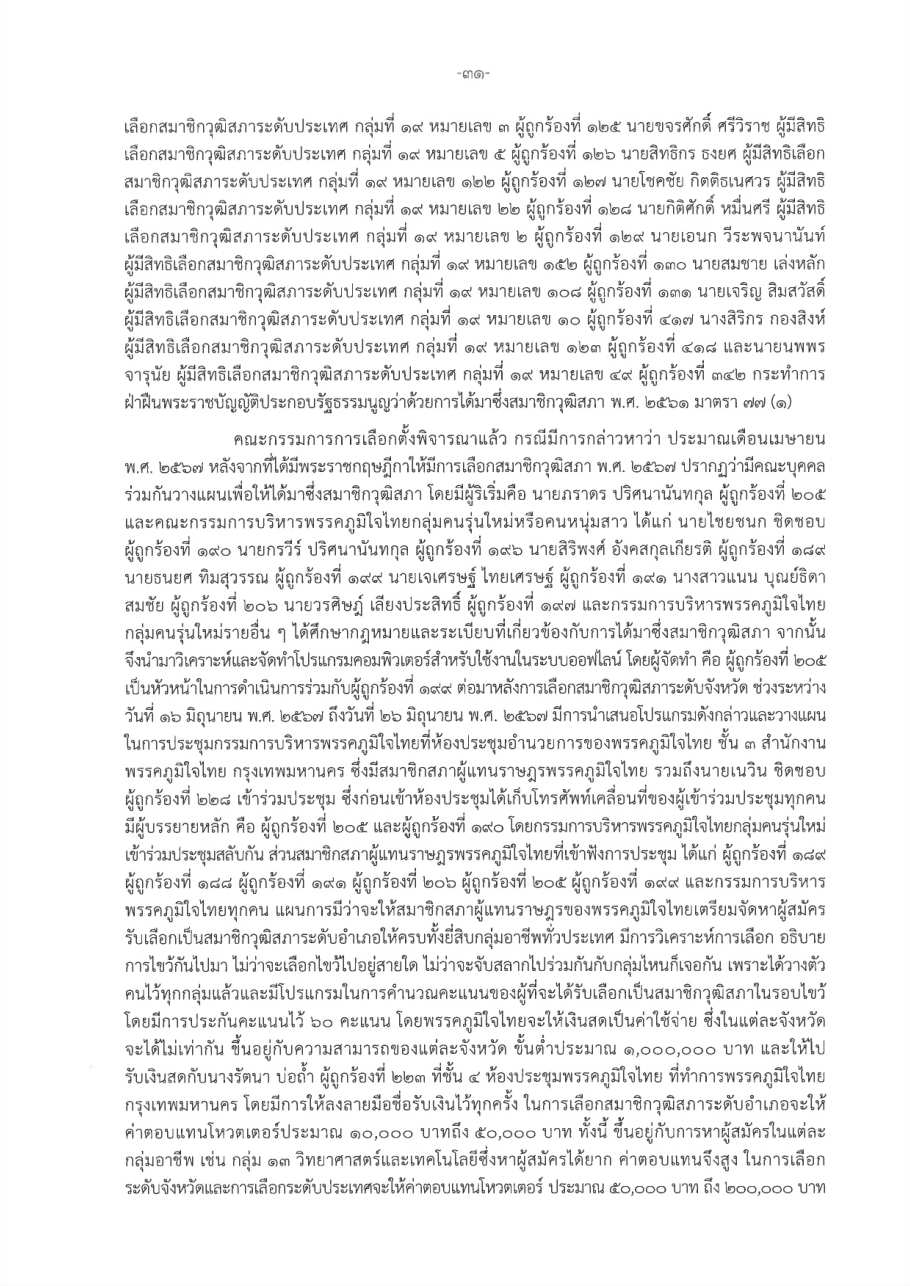 -๓๑-
เลือกสมาชิกวุฒิสภาระดับประเทศ กลุ่มที่ ๑๙ หมายเลข ๓ ผู้ถูกร้องที่ ๑๒๕ นายขจรศักดิ์ ศรีวิราช ผู้มีสิทธิ
เลือกสมาชิกวุฒิสภาระดับประเทศ กลุ่มที่ ๑๙ หมายเลข ๕ ผู้ถูกร้องที่ ๑๒๖ นายสิทธิกร ธงยศ ผู้มีสิทธิเลือก
สมาชิกวุฒิสภาระดับประเทศ กลุ่มที่ ๑๙ หมายเลข ๑๒๒ ผู้ถูกร้องที่ ๑๒๗ นายโชคชัย กิตติธเนศวร ผู้มีสิทธิ
เลือกสมาชิกวุฒิสภาระดับประเทศ กลุ่มที่ ๑๙ หมายเลข ๒๒ ผู้ถูกร้องที่ ๑๒๘ นายกิติศักดิ์ หมื่นศรี ผู้มีสิทธิ
เลือกสมาชิกวุฒิสภาระดับประเทศ กลุ่มที่ ๑๙ หมายเลข ๒ ผู้ถูกร้องที่ ๑๒๙ นายเอนก วีระพจนานันท์
ผู้มีสิทธิเลือกสมาชิกวุฒิสภาระดับประเทศ กลุ่มที่ ๑๙ หมายเลข ๑๕๒ ผู้ถูกร้องที่ ๑๓๐ นายสมชาย เล่งหลัก
ผู้มีสิทธิเลือกสมาชิกวุฒิสภาระดับประเทศ กลุ่มที่ ๑๙ หมายเลข ๑๐๘ ผู้ถูกร้องที่ ๑๓๑ นายเจริญ สิมสวัสดิ์
ผู้มีสิทธิเลือกสมาชิกวุฒิสภาระดับประเทศ กลุ่มที่ ๑๙ หมายเลข ๑๐ ผู้ถูกร้องที่ ๔๑๗ นางสิริกร กองสิงห์
ผู้มีสิทธิเลือกสมาชิกวุฒิสภาระดับประเทศ กลุ่มที่ ๑๙ หมายเลข ๑๒๓ ผู้ถูกร้องที่ ๔๑๘ และนายนพพร
จารุนัย ผู้มีสิทธิเลือกสมาชิกวุฒิสภาระดับประเทศ กลุ่มที่ ๑๙ หมายเลข ๔๙ ผู้ถูกร้องที่ ๓๔๒ กระทำการ
ฝ่าฝืนพระราชบัญญัติประกอบรัฐธรรมนูญว่าด้วยการได้มาซึ่งสมาชิกวุฒิสภา พ.ศ. ๒๕๖๑ มาตรา ๗๗ (๑)
คณะกรรมการการเลือกตั้งพิจารณาแล้ว กรณีมีการกล่าวหาว่า ประมาณเดือนเมษายน
พ.ศ. ๒๕๖๗ หลังจากที่ได้มีพระราชกฤษฎีกาให้มีการเลือกสมาชิกวุฒิสภา พ.ศ. ๒๕๖๗ ปรากฏว่ามีคณะบุคคล
ร่วมกันวางแผนเพื่อให้ได้มาซึ่งสมาชิกวุฒิสภา โดยมีผู้ริเริ่มคือ นายภราดร ปริศนานันทกุล ผู้ถูกร้องที่ ๒๐๕
และคณะกรรมการบริหารพรรคภูมิใจไทยกลุ่มคนรุ่นใหม่หรือคนหนุ่มสาว ได้แก่ นายไชยชนก ชิดชอบ
ผู้ถูกร้องที่ ๑๙๐ นายกรวีร์ ปริศนานันทกุล ผู้ถูกร้องที่ ๑๙๖ นายสิริพงศ์ อังคสกุลเกียรติ ผู้ถูกร้องที่ ๑๘๙
นายธนยศ ทิมสุวรรณ ผู้ถูกร้องที่ ๑๙๙ นายเจเศรษฐ์ ไทยเศรษฐ์ ผู้ถูกร้องที่ ๑๙๑ นางสาวแนน บุณย์ธิดา
สมชัย ผู้ถูกร้องที่ ๒๐๖ นายวรศิษฎ์ เลียงประสิทธิ์ ผู้ถูกร้องที่ ๑๙๗ และกรรมการบริหารพรรคภูมิใจไทย
กลุ่มคนรุ่นใหม่รายอื่น ๆ ได้ศึกษากฎหมายและระเบียบที่เกี่ยวข้องกับการได้มาซึ่งสมาชิกวุฒิสภา จากนั้น
จึงนำมาวิเคราะห์และจัดทำโปรแกรมคอมพิวเตอร์สำหรับใช้งานในระบบออฟไลน์ โดยผู้จัดทำ คือ ผู้ถูกร้องที่ ๒๐๕
เป็นหัวหน้าในการดำเนินการร่วมกับผู้ถูกร้องที่ ๑๙๙ ต่อมาหลังการเลือกสมาชิกวุฒิสภาระดับจังหวัด ช่วงระหว่าง
วันที่ ๑๖ มิถุนายน พ.ศ. ๒๕๖๗ ถึงวันที่ ๒๖ มิถุนายน พ.ศ. ๒๕๖๗ มีการนำเสนอโปรแกรมดังกล่าวและวางแผน
ในการประชุมกรรมการบริหารพรรคภูมิใจไทยที่ห้องประชุมอำนวยการของพรรคภูมิใจไทย ชั้น ๓ สำนักงาน
พรรคภูมิใจไทย กรุงเทพมหานคร ซึ่งมีสมาชิกสภาผู้แทนราษฎรพรรคภูมิใจไทย รวมถึงนายเนวิน ชิดชอบ
ผู้ถูกร้องที่ ๒๒๘ เข้าร่วมประชุม ซึ่งก่อนเข้าห้องประชุมได้เก็บโทรศัพท์เคลื่อนที่ของผู้เข้าร่วมประชุมทุกคน
มีผู้บรรยายหลัก คือ ผู้ถูกร้องที่ ๒๐๕ และผู้ถูกร้องที่ ๑๙๐ โดยกรรมการบริหารพรรคภูมิใจไทยกลุ่มคนรุ่นใหม่
เข้าร่วมประชุมสลับกัน ส่วนสมาชิกสภาผู้แทนราษฎรพรรคภูมิใจไทยที่เข้าฟังการประชุม ได้แก่ ผู้ถูกร้องที่ ๑๘๙
ผู้ถูกร้องที่ ๑๘๘ ผู้ถูกร้องที่ ๑๙๑ ผู้ถูกร้องที่ ๒๐๖ ผู้ถูกร้องที่ ๒๐๕ ผู้ถูกร้องที่ ๑๙๙ และกรรมการบริหาร
พรรคภูมิใจไทยทุกคน แผนการมีว่าจะให้สมาชิกสภาผู้แทนราษฎรของพรรคภูมิใจไทยเตรียมจัดหาผู้สมัคร
รับเลือกเป็นสมาชิกวุฒิสภาระดับอำเภอให้ครบทั้งยี่สิบกลุ่มอาชีพทั่วประเทศ มีการวิเคราะห์การเลือก อธิบาย
การไขว้กันไปมา ไม่ว่าจะเลือกไขว้ไปอยู่สายใด ไม่ว่าจะจับสลากไปร่วมกันกับกลุ่มไหนก็เจอกัน เพราะได้วางตัว
คนไว้ทุกกลุ่มแล้วและมีโปรแกรมในการคำนวณคะแนนของผู้ที่จะได้รับเลือกเป็นสมาชิกวุฒิสภาในรอบไขว้
โดยมีการประกันคะแนนไว้ ๖๐ คะแนน โดยพรรคภูมิใจไทยจะให้เงินสดเป็นค่าใช้จ่าย ซึ่งในแต่ละจังหวัด
จะได้ไม่เท่ากัน ขึ้นอยู่กับความสามารถของแต่ละจังหวัด ขั้นต่ำประมาณ ๑,๐๐๐,๐๐๐ บาท และให้ไป
รับเงินสดกับนางรัตนา บ่อถ้ำ ผู้ถูกร้องที่ ๒๒๓ ที่ชั้น ๔ ห้องประชุมพรรคภูมิใจไทย ที่ทำการพรรคภูมิใจไทย
กรุงเทพมหานคร โดยมีการให้ลงลายมือชื่อรับเงินไว้ทุกครั้ง ในการเลือกสมาชิกวุฒิสภาระดับอำเภอจะให้
ค่าตอบแทนโหวตเตอร์ประมาณ ๑๐,๐๐๐ บาทถึง ๕๐,๐๐๐ บาท ทั้งนี้ ขึ้นอยู่กับการหาผู้สมัครในแต่ละ
กลุ่มอาชีพ เช่น กลุ่ม ๑๓ วิทยาศาสตร์และเทคโนโลยีซึ่งหาผู้สมัครได้ยาก ค่าตอบแทนจึงสูง ในการเลือก
ระดับจังหวัดและการเลือกระดับประเทศจะให้ค่าตอบแทนโหวตเตอร์ ประมาณ ๕๐,๐๐๐ บาท ถึง ๒๐๐,๐๐๐ บาท